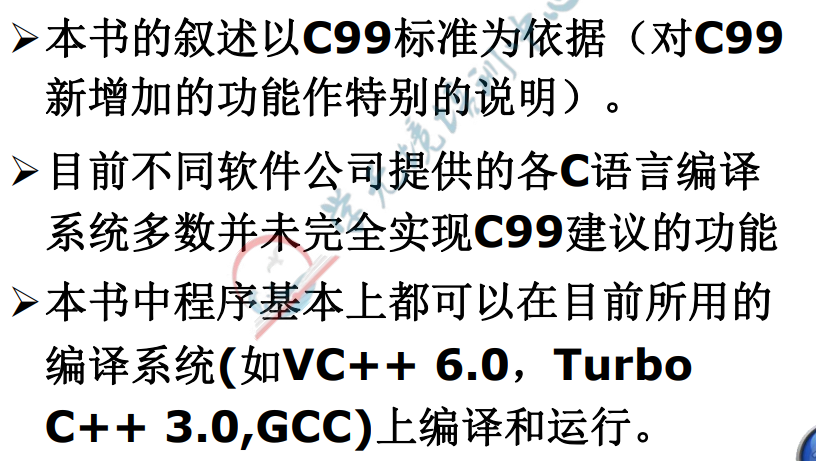 ➢本书的叙述以C99标准为依据（对C99
新增加的功能作特别的说明）。
➢目前不同软件公司提供的各C语言编译
系统多数并未完全实现C99建议的功能
➢本书中程序基本上都可以在目前所用的
编译系统(如VC++ 6.0，Turbo
C++ 3.0,GCC)上编译和运行。